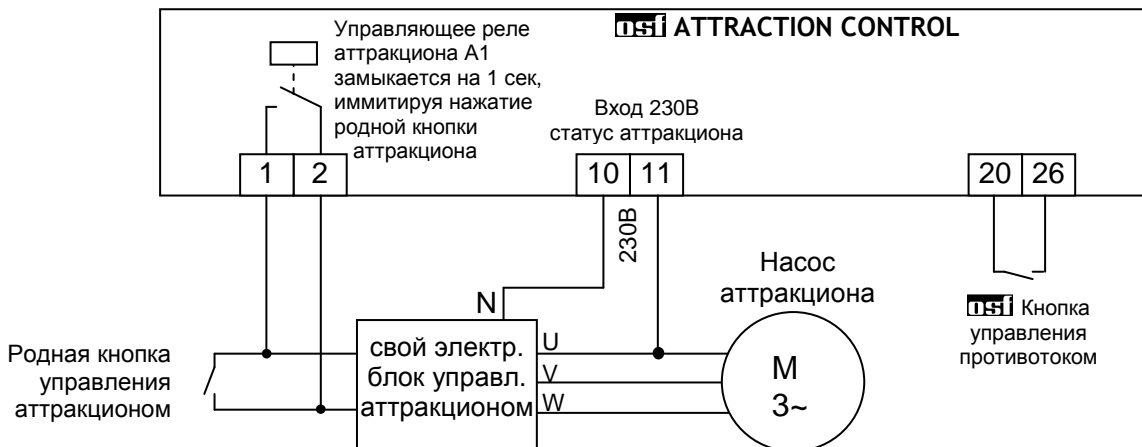 osf ATTRACTION CONTROL
Управляющее реле
аттракциона А1
замыкается на 1 сек,
иммитируя нажатие
родной кнопки
аттракциона
Вход 230В
статус аттракциона
1 2
10 11
20 26
230В
N
Насос
аттракциона
osf Кнопка
управления
противотоком
Родная кнопка
управления
аттракционом
свой электр.
блок управл.
аттракционом
U
V
W
M
3~